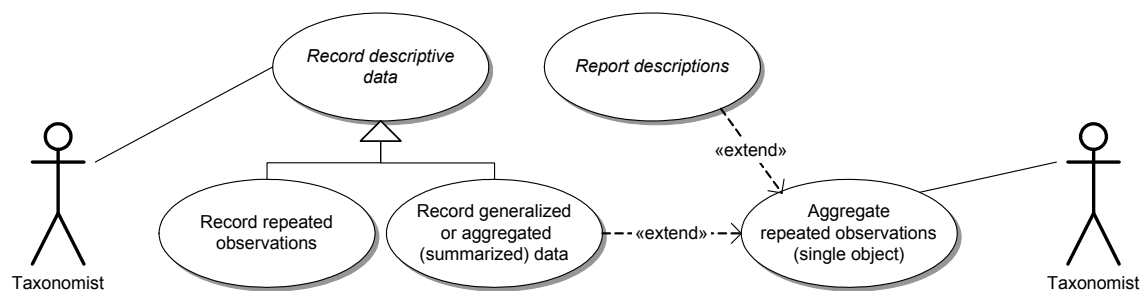 Record descriptive
data
Report descriptions
«extend»
Record repeated
observations
Record generalized
or aggregated
(summarized) data
«extend»
Aggregate
repeated observations
(single object)
Taxonomist
Taxonomist